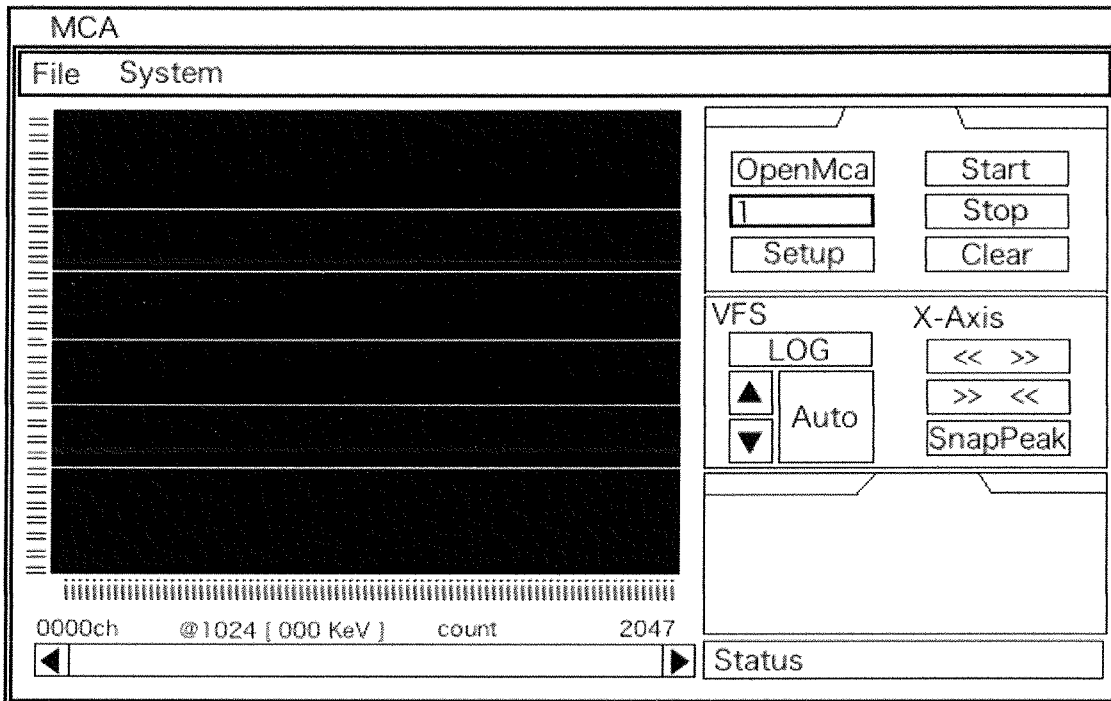 MCA
File System
OpenMca Start
1 Stop
Setup Clear
VFS X-Axis
LOG << >>
▲ Auto >> <<
▼ SnapPeak
0000ch @1024 [ 000 KeV ] count 2047
◀ ▶ Status